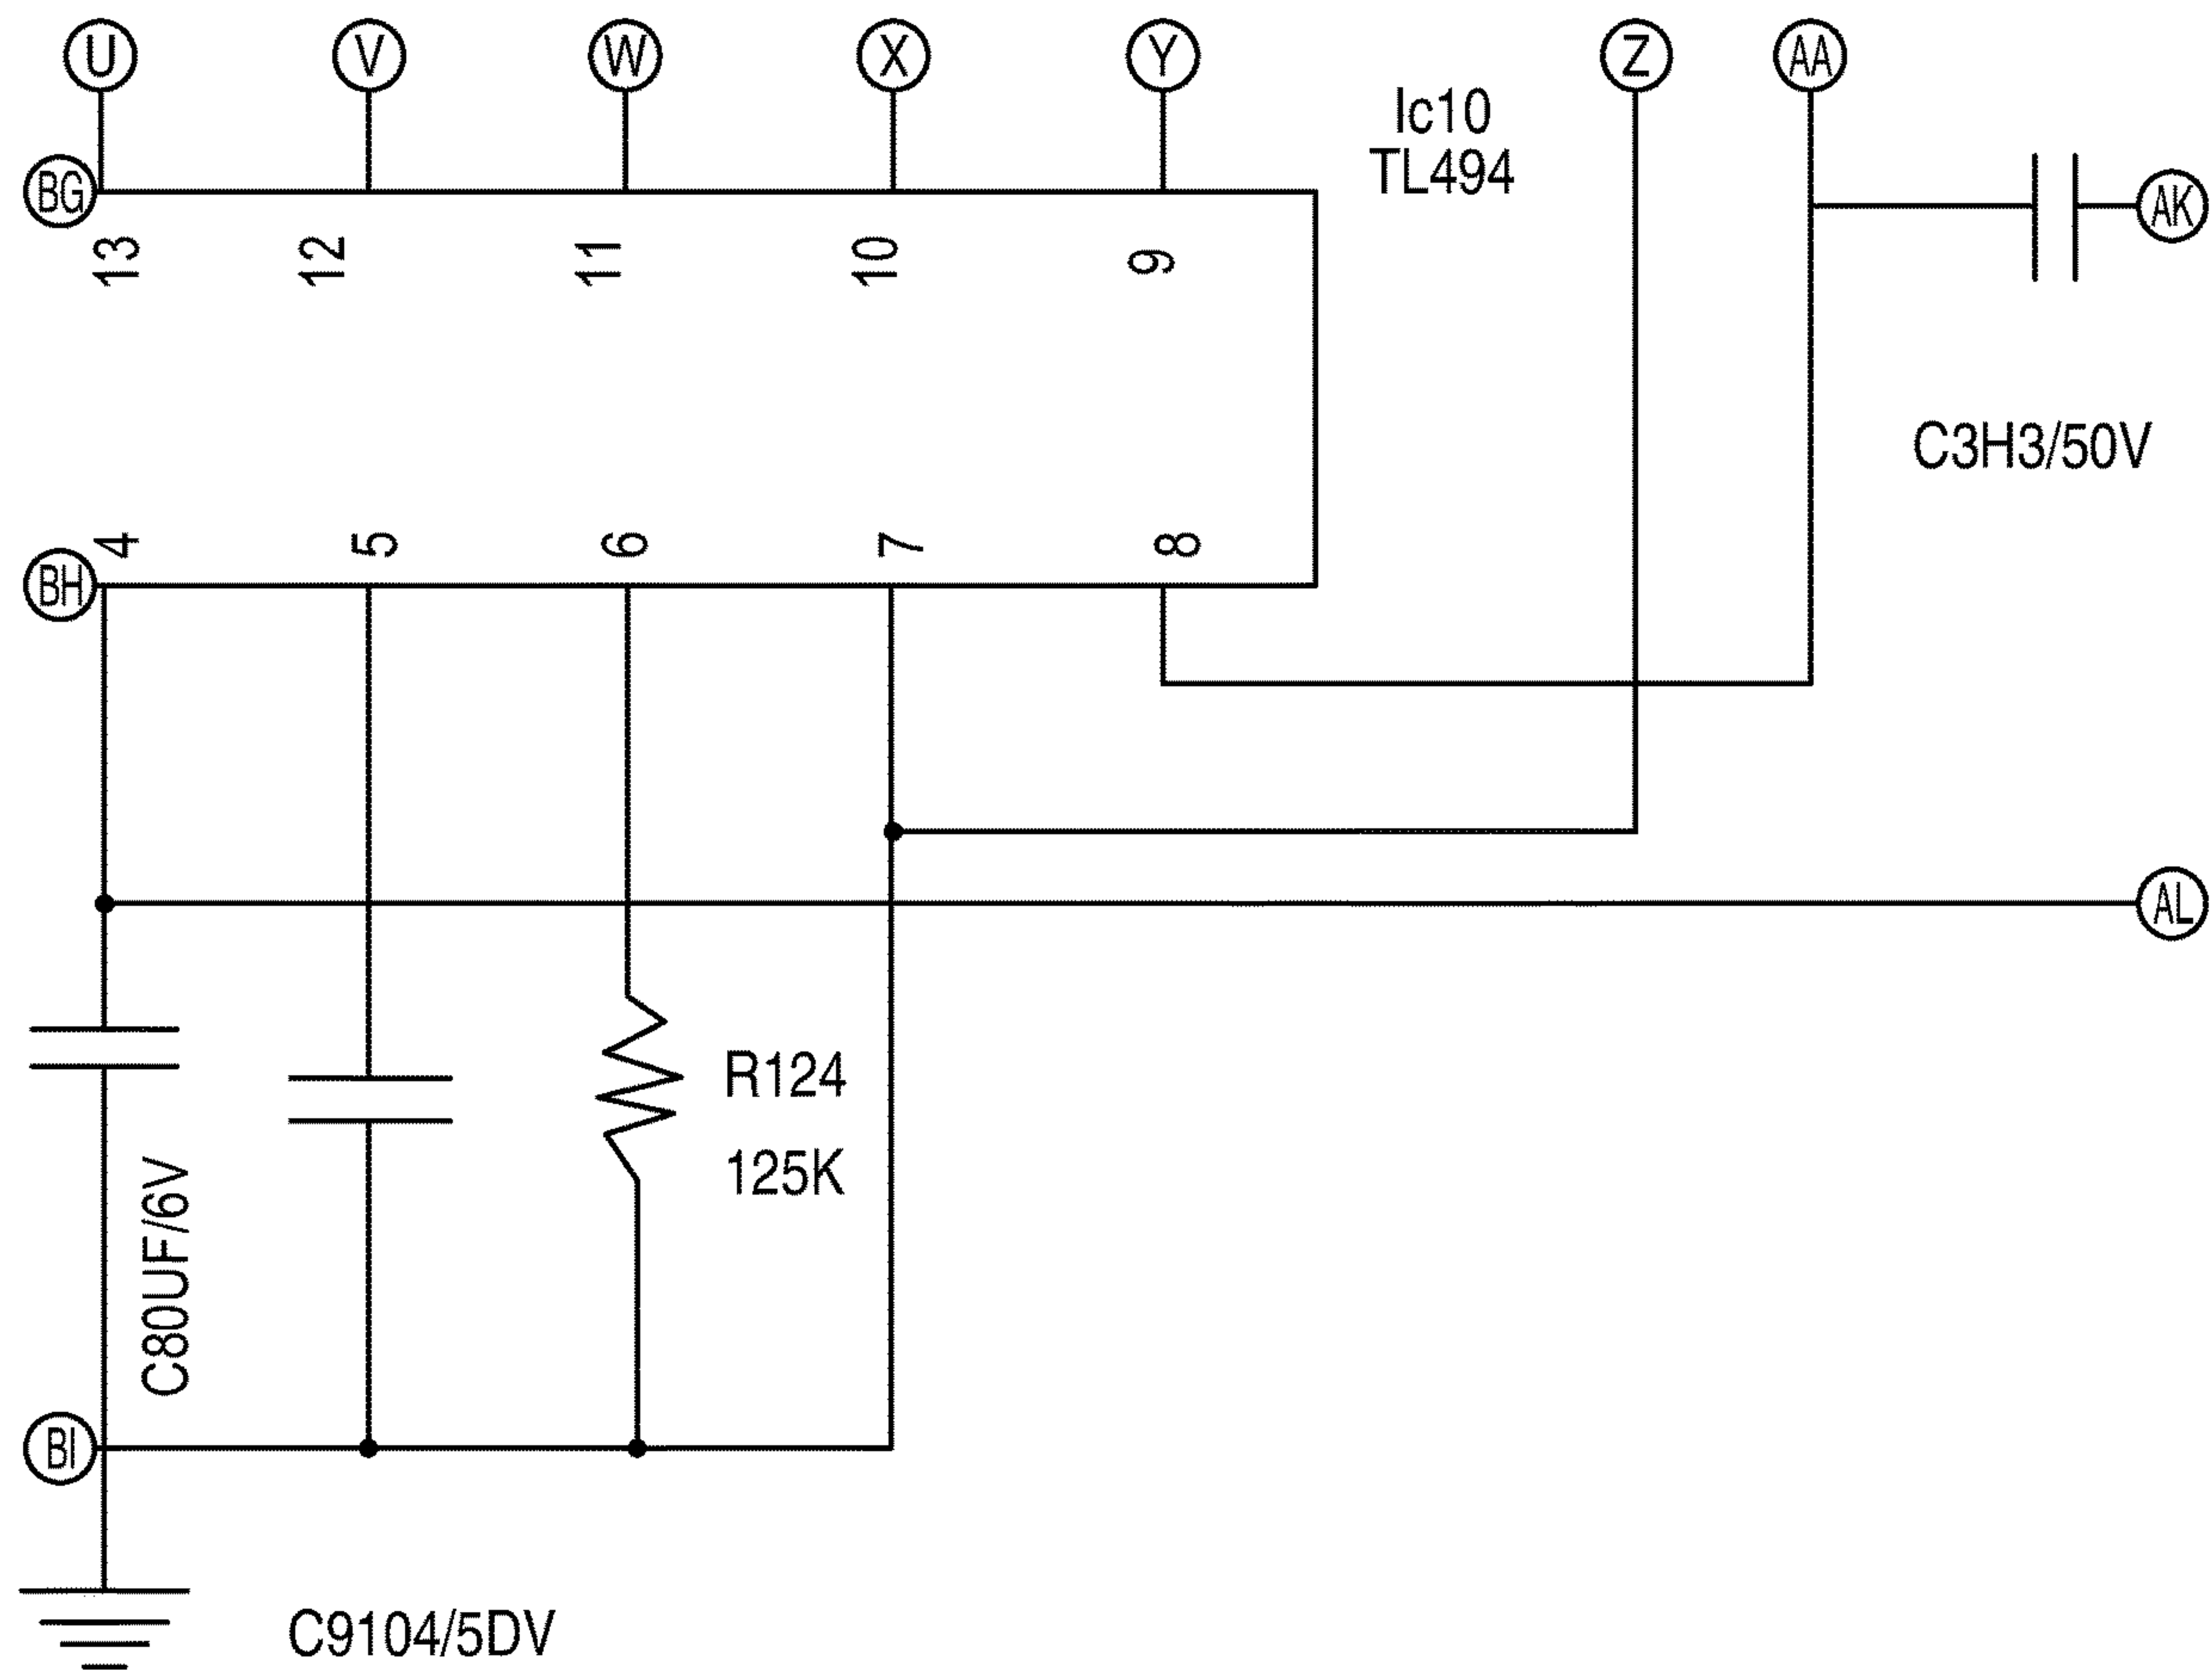 U V W X Y Z AA
Ic10
TL494
BG AK
13 12 11 10 9
C3H3/50V
4 5 6 7 8
BH
AL
R124
125K
C80UF/6V
BI
C9104/5DV